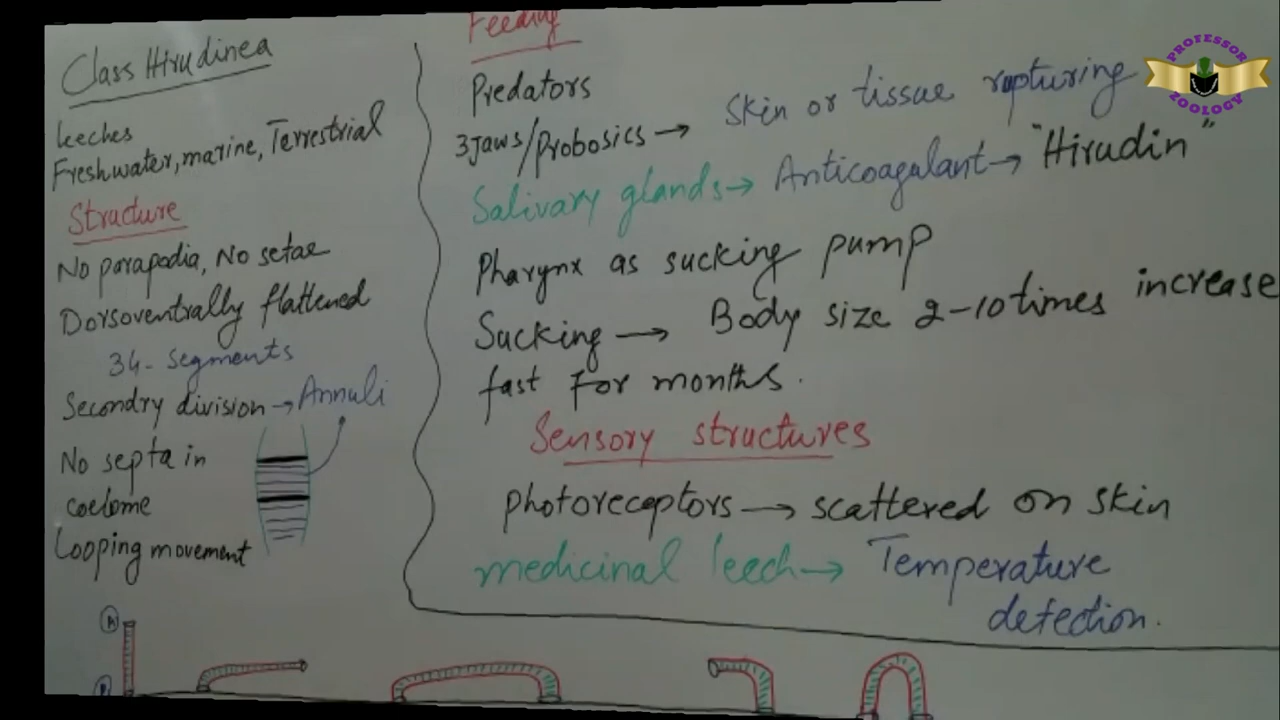 Class Hirudinea
leeches
Freshwater, marine, Terrestrial
Structure
No parapadia, No setae
Dorsoventrally flattened
34- segments
Secondry division → Annuli
No septa in
coelome
Looping movement
A
P
Feeding
Predators
3Jaws/Probosics → Skin or tissue rupturing
Salivary glands → Anticoagulant → "Hirudin"
Pharynx as sucking pump
Sucking → Body size 2-10 times increase
fast For months.
Sensory structures
Photoreceptors → scattered on skin
medicinal leech → Temperature
detection.
PROFESSOR
ZOOLOGY